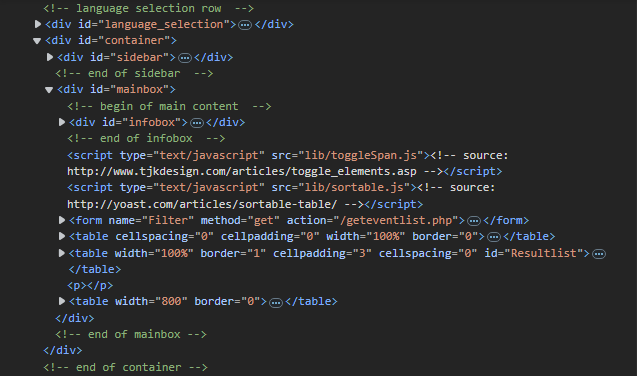 <!-- language selection row  -->
<div id="language_selection">…</div>
<div id="container">
<div id="sidebar">…</div>
<!-- end of sidebar  -->
<div id="mainbox">
<!-- begin of main content  -->
<div id="infobox">…</div>
<!-- end of infobox  -->
<script type="text/javascript" src="lib/toggleSpan.js"><!-- source:
http://www.tjkdesign.com/articles/toggle_elements.asp --></script>
<script type="text/javascript" src="lib/sortable.js"><!-- source:
http://yoast.com/articles/sortable-table/ --></script>
<form name="Filter" method="get" action="/geteventlist.php">…</form>
<table cellspacing="0" cellpadding="0" width="100%" border="0">…</table>
<table width="100%" border="1" cellpadding="3" cellspacing="0" id="Resultlist">…
</table>
<p></p>
<table width="800" border="0">…</table>
</div>
<!-- end of mainbox -->
</div>
<!-- end of container -->